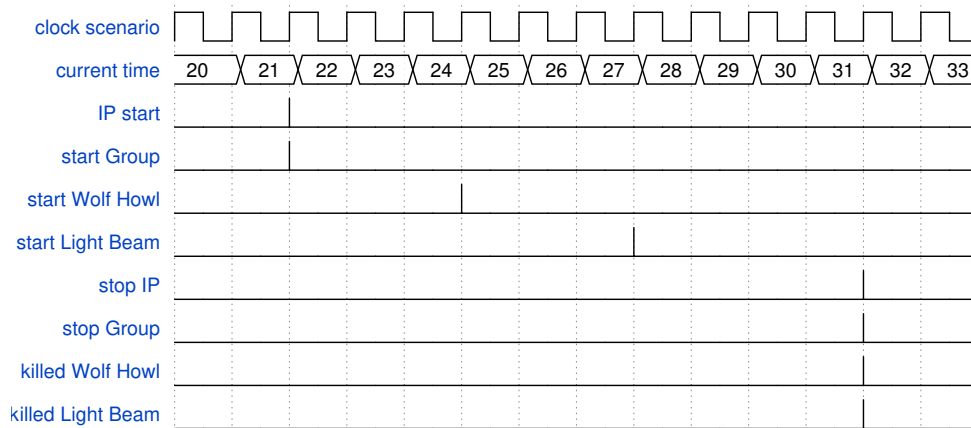 clock scenario
current time 20 21 22 23 24 25 26 27 28 29 30 31 32 33
IP start
start Group
start Wolf Howl
start Light Beam
stop IP
stop Group
killed Wolf Howl
killed Light Beam